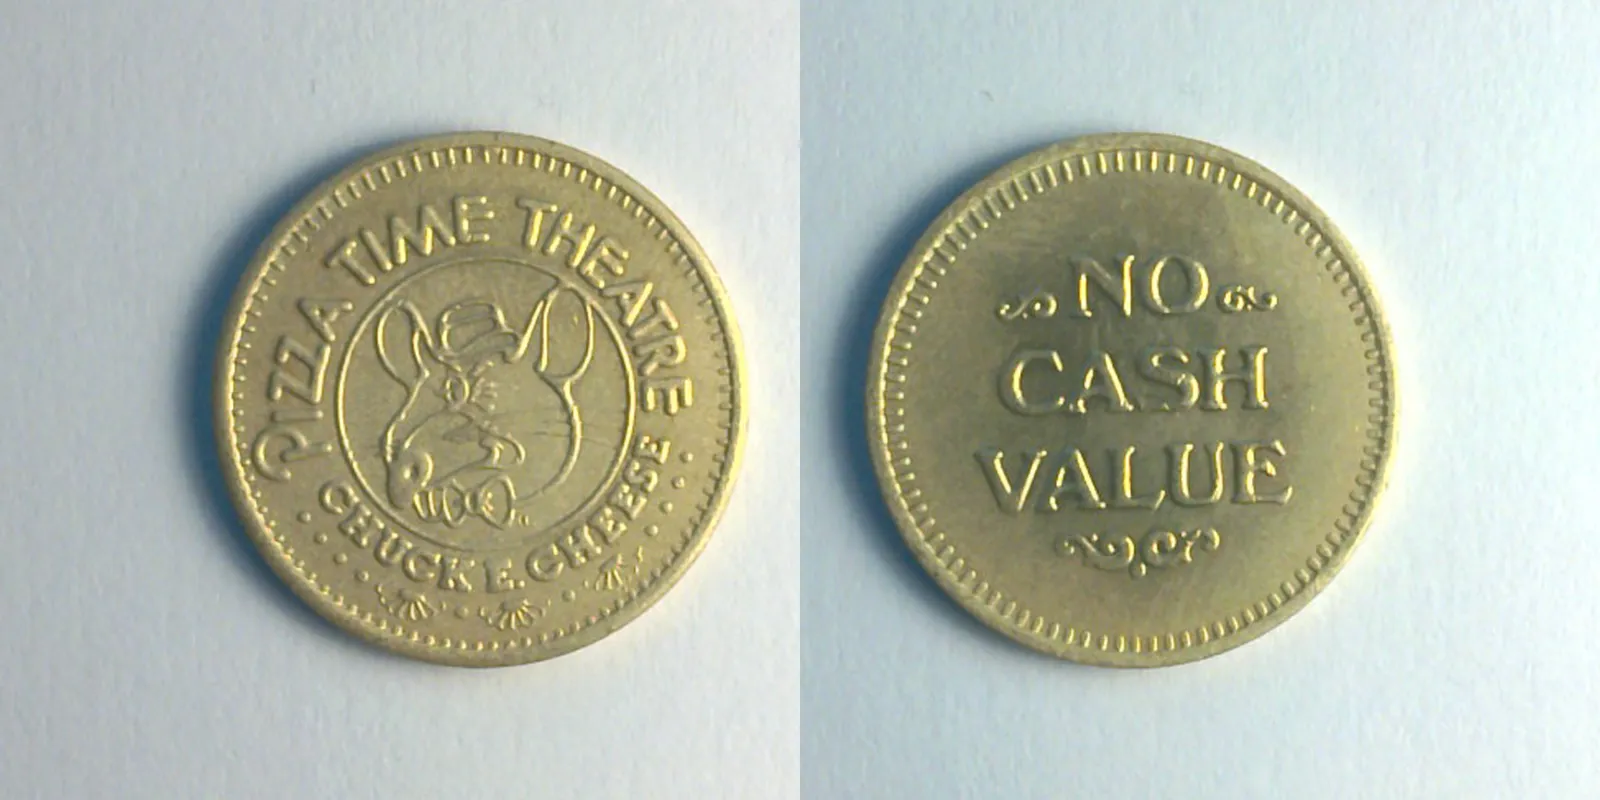 PIZZA TIME THEATRE
CHUCK E. CHEESE
NO
CASH
VALUE